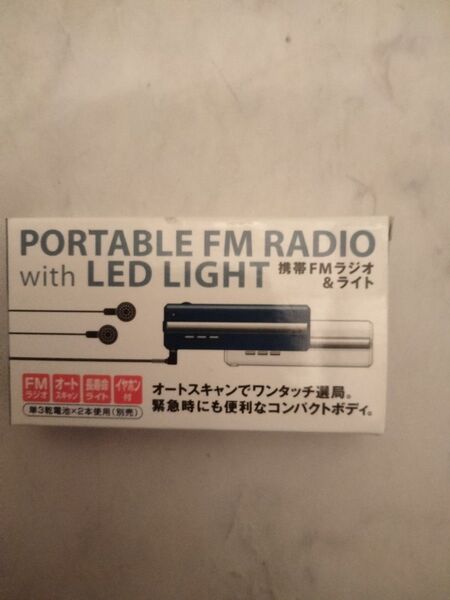 PORTABLE FM RADIO
with LED LIGHT 携帯FMラジオ
&ライト
FM
ラジオ
オート
スキャン
長寿命
ライト
イヤホン
付
単3乾電池×2本使用(別売)
オートスキャンでワンタッチ選局。
緊急時にも便利なコンパクトボディ。